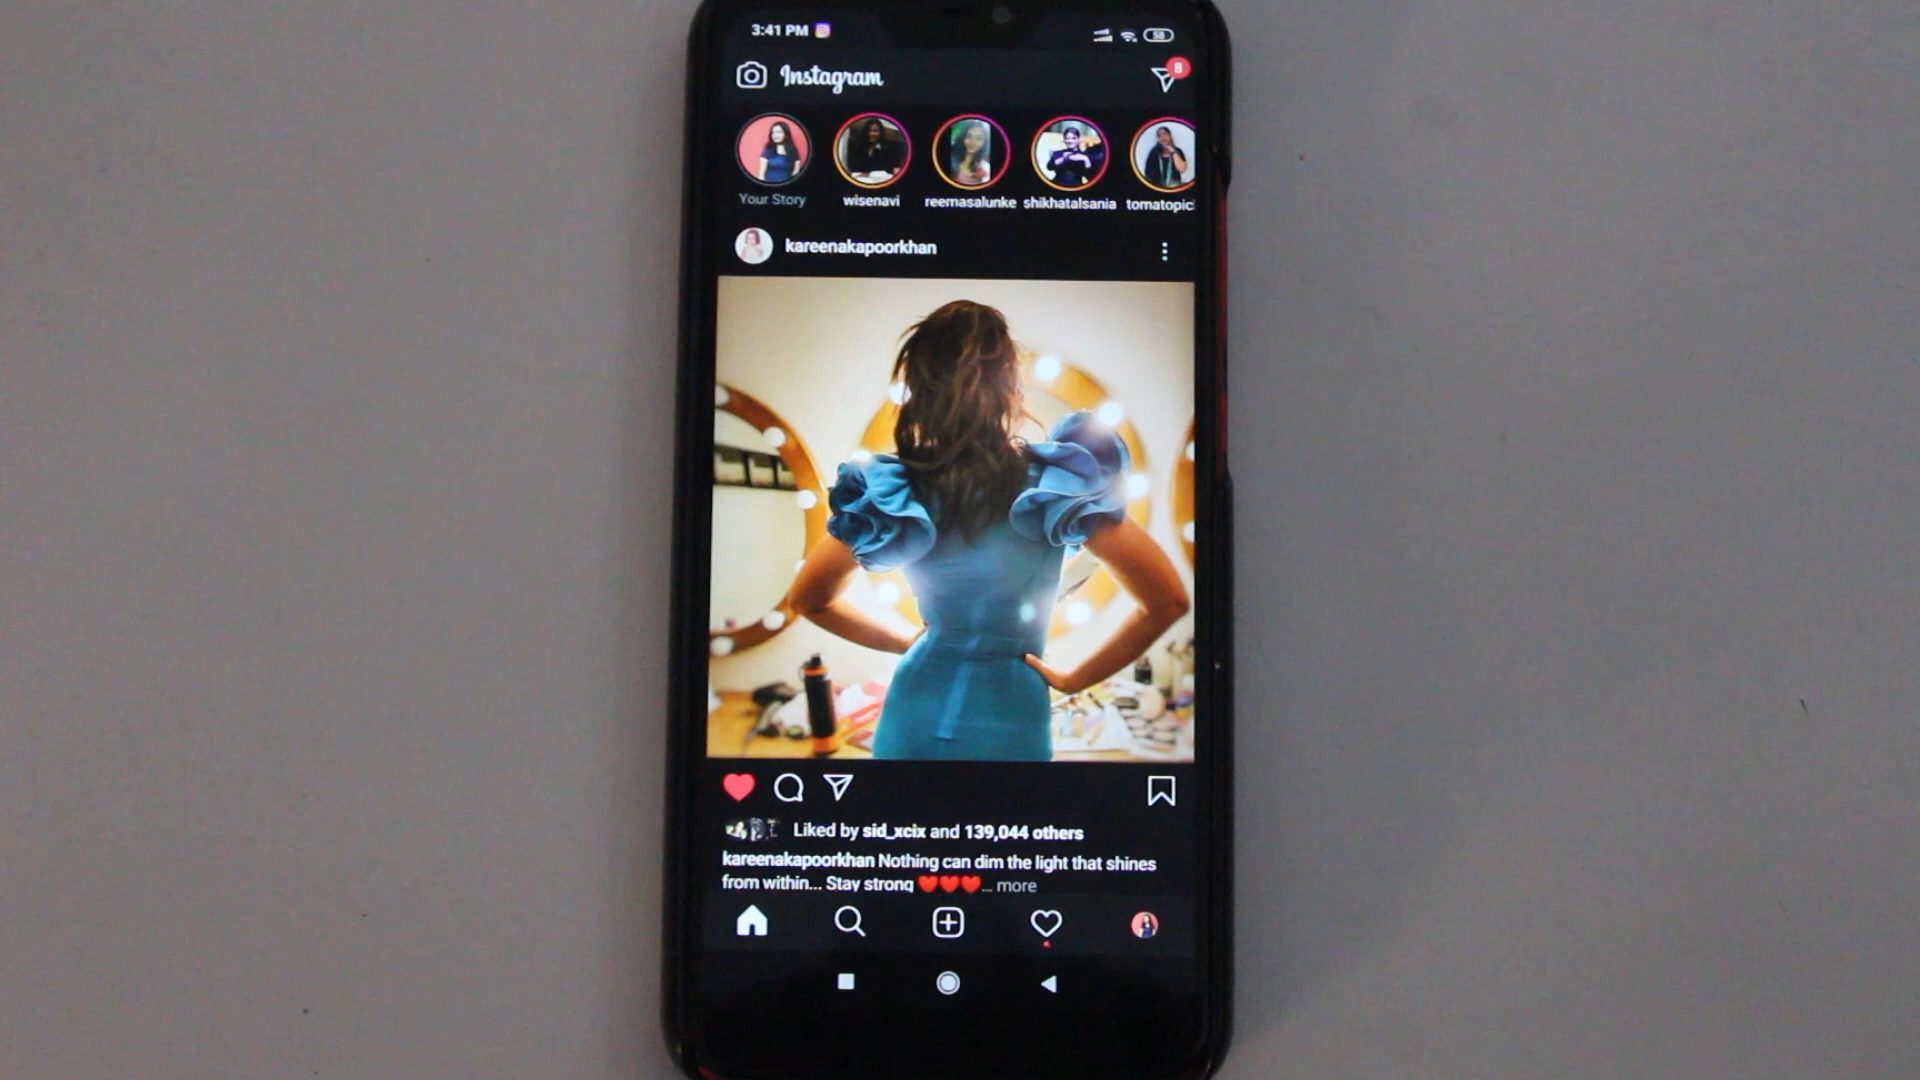 3:41 PM
58
Instagram
8
Your Story
wisenavi
reemasalunke
shikhatalsania
tomatopic
kareenakapoorkhan
Liked by sid_xcix and 139,044 others
kareenakapoorkhan Nothing can dim the light that shines
from within... Stay strong ❤️❤️❤️... more